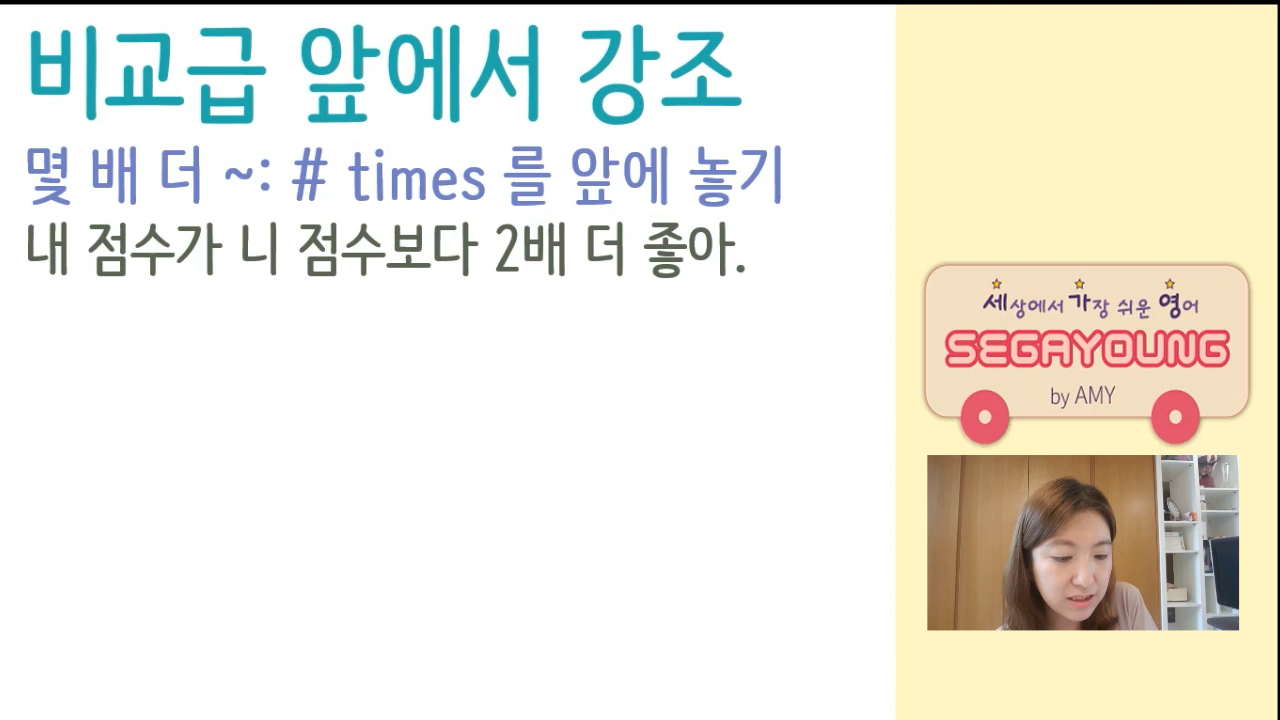 비교급 앞에서 강조
몇 배 더 ~: # times 를 앞에 놓기
내 점수가 니 점수보다 2배 더 좋아.
세상에서 가장 쉬운 영어
SEGAYOUNG
by AMY